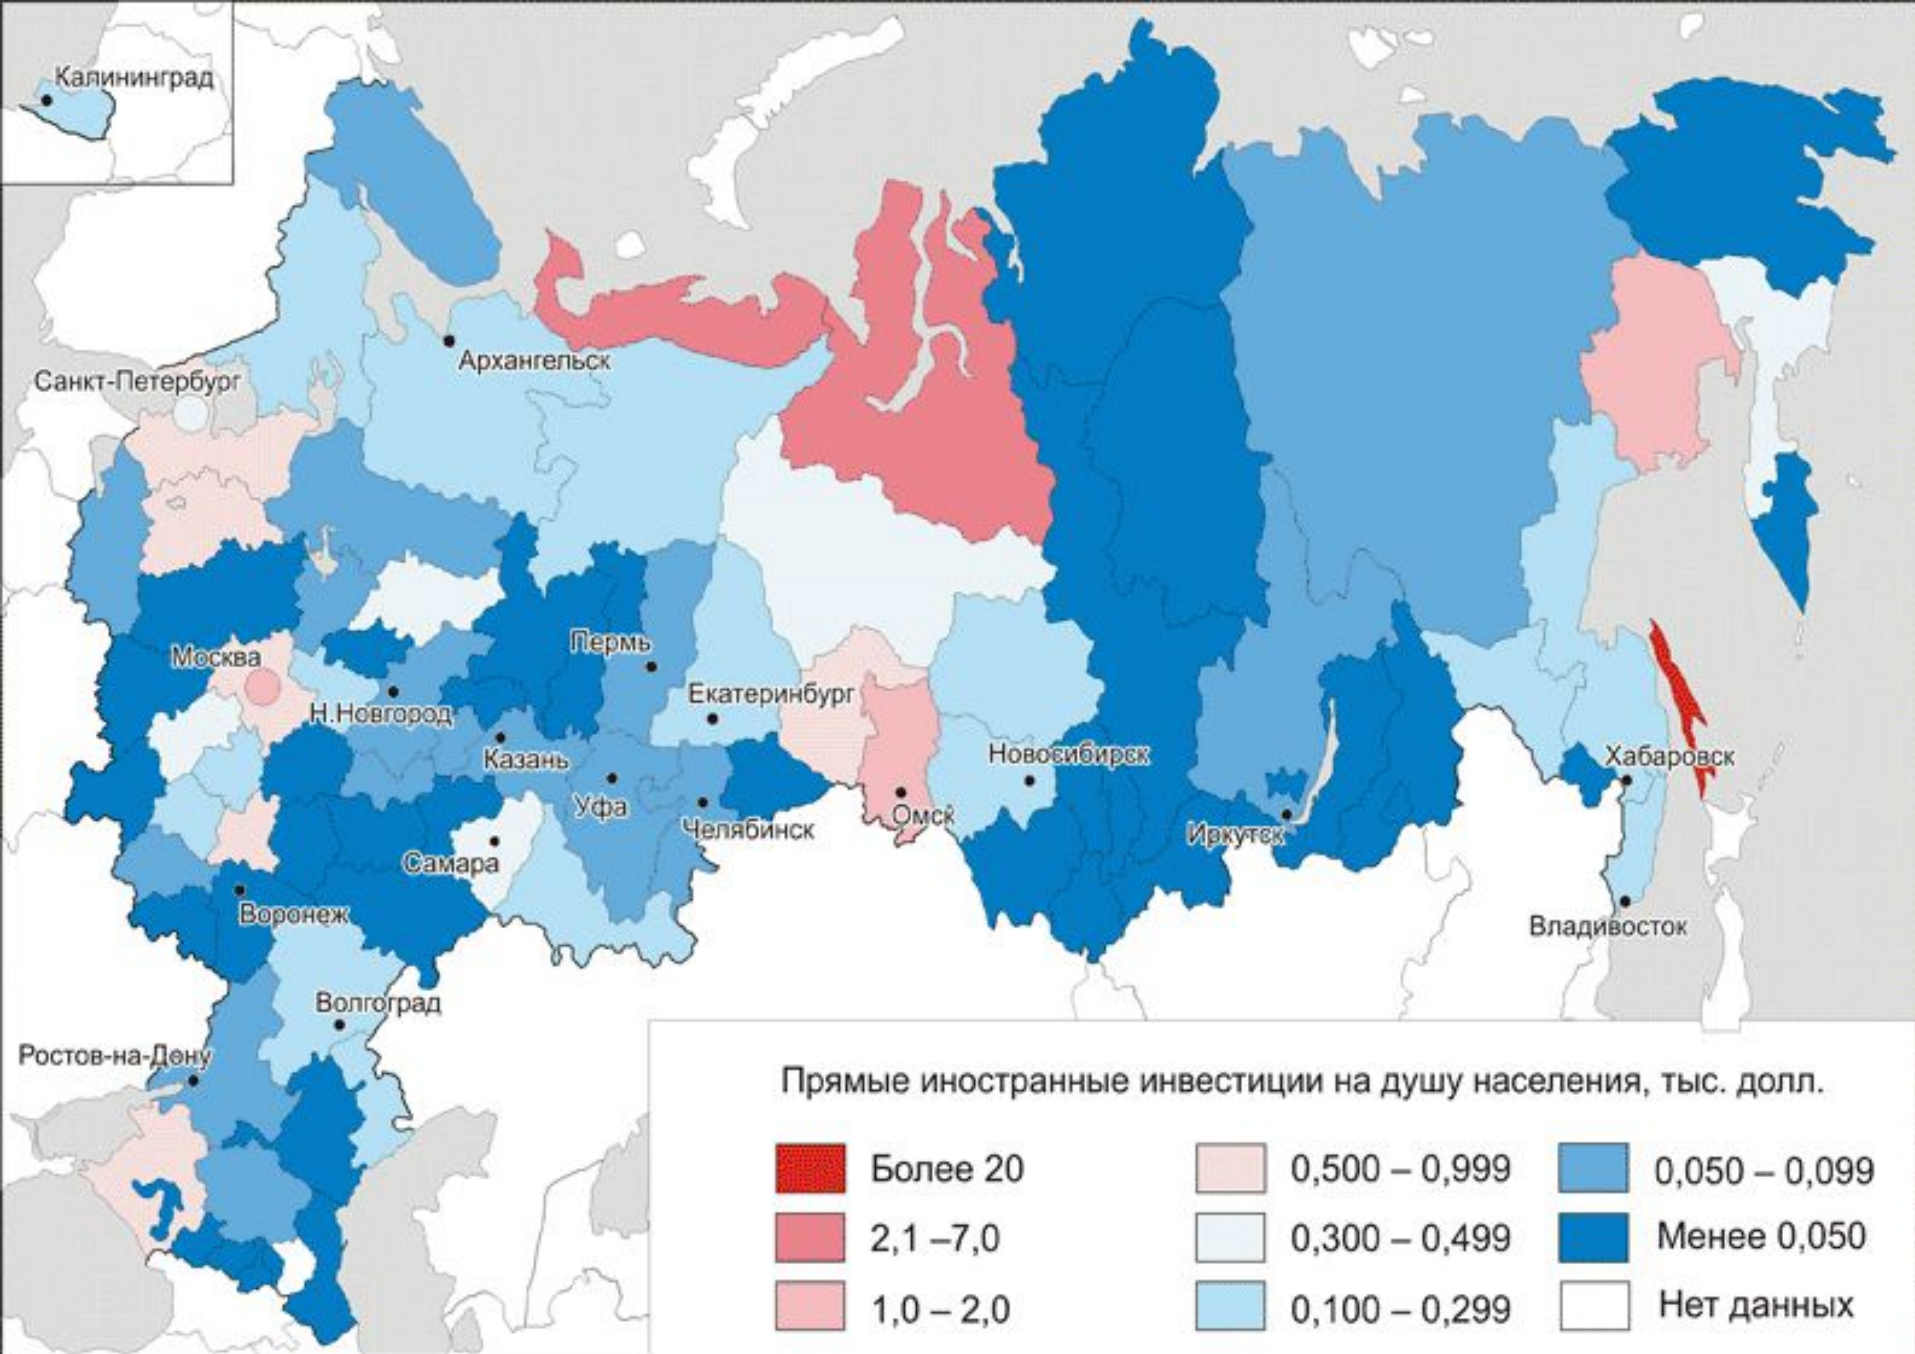 Калининград
Архангельск
Санкт-Петербург
Москва
Пермь
Екатеринбург
Н.Новгород
Казань
Новосибирск
Хабаровск
Уфа
Челябинск
Омск
Иркутск
Самара
Воронеж
Владивосток
Волгоград
Ростов-на-Дону
Прямые иностранные инвестиции на душу населения, тыс. долл.
Более 20
0,500 – 0,999
0,050 – 0,099
2,1 –7,0
0,300 – 0,499
Менее 0,050
1,0 – 2,0
0,100 – 0,299
Нет данных